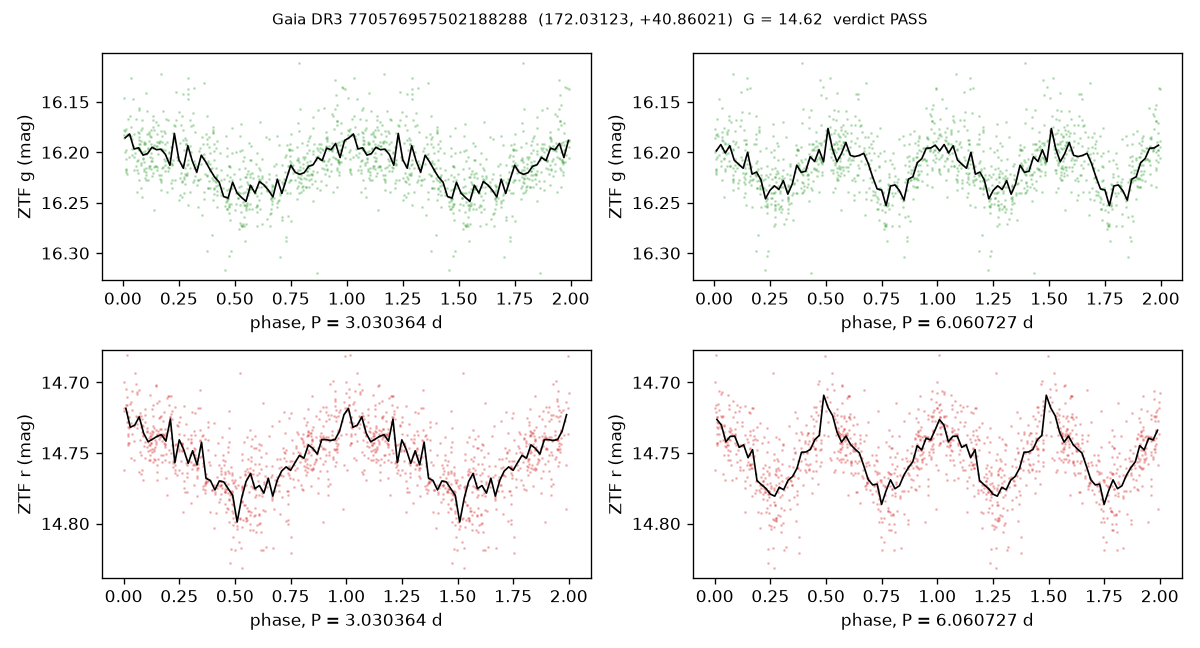 Gaia DR3 770576957502188288  (172.03123, +40.86021)  G = 14.62  verdict PASS
ZTF g (mag)
16.15
16.20
16.25
16.30
0.00 0.25 0.50 0.75 1.00 1.25 1.50 1.75 2.00
phase, P = 3.030364 d
ZTF g (mag)
16.15
16.20
16.25
16.30
0.00 0.25 0.50 0.75 1.00 1.25 1.50 1.75 2.00
phase, P = 6.060727 d
ZTF r (mag)
14.70
14.75
14.80
0.00 0.25 0.50 0.75 1.00 1.25 1.50 1.75 2.00
phase, P = 3.030364 d
ZTF r (mag)
14.70
14.75
14.80
0.00 0.25 0.50 0.75 1.00 1.25 1.50 1.75 2.00
phase, P = 6.060727 d